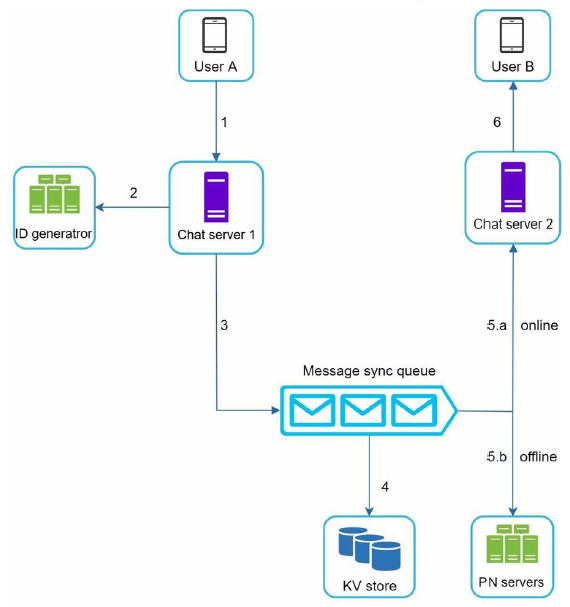 User A
User B
1
6
2
ID generatror
Chat server 1
Chat server 2
3
5.a online
Message sync queue
5.b offline
4
KV store
PN servers